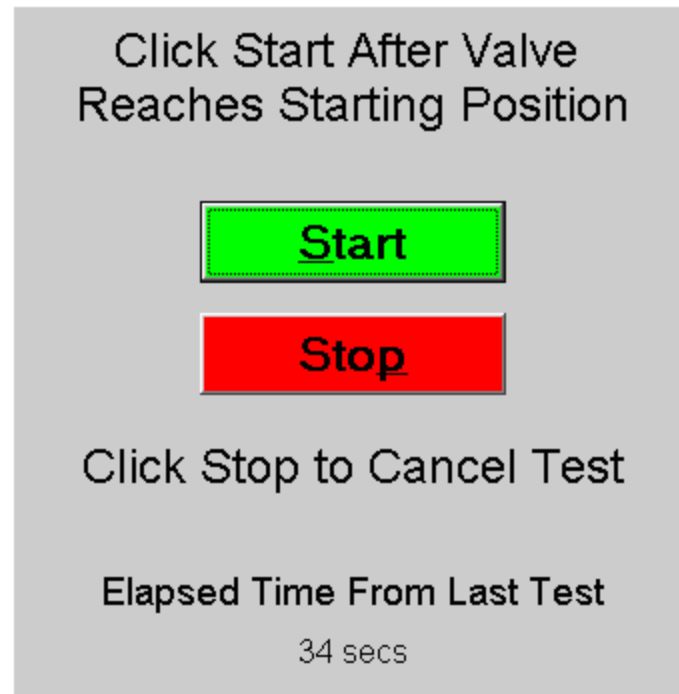 Click Start After Valve
Reaches Starting Position
Start
Stop
Click Stop to Cancel Test
Elapsed Time From Last Test
34 secs